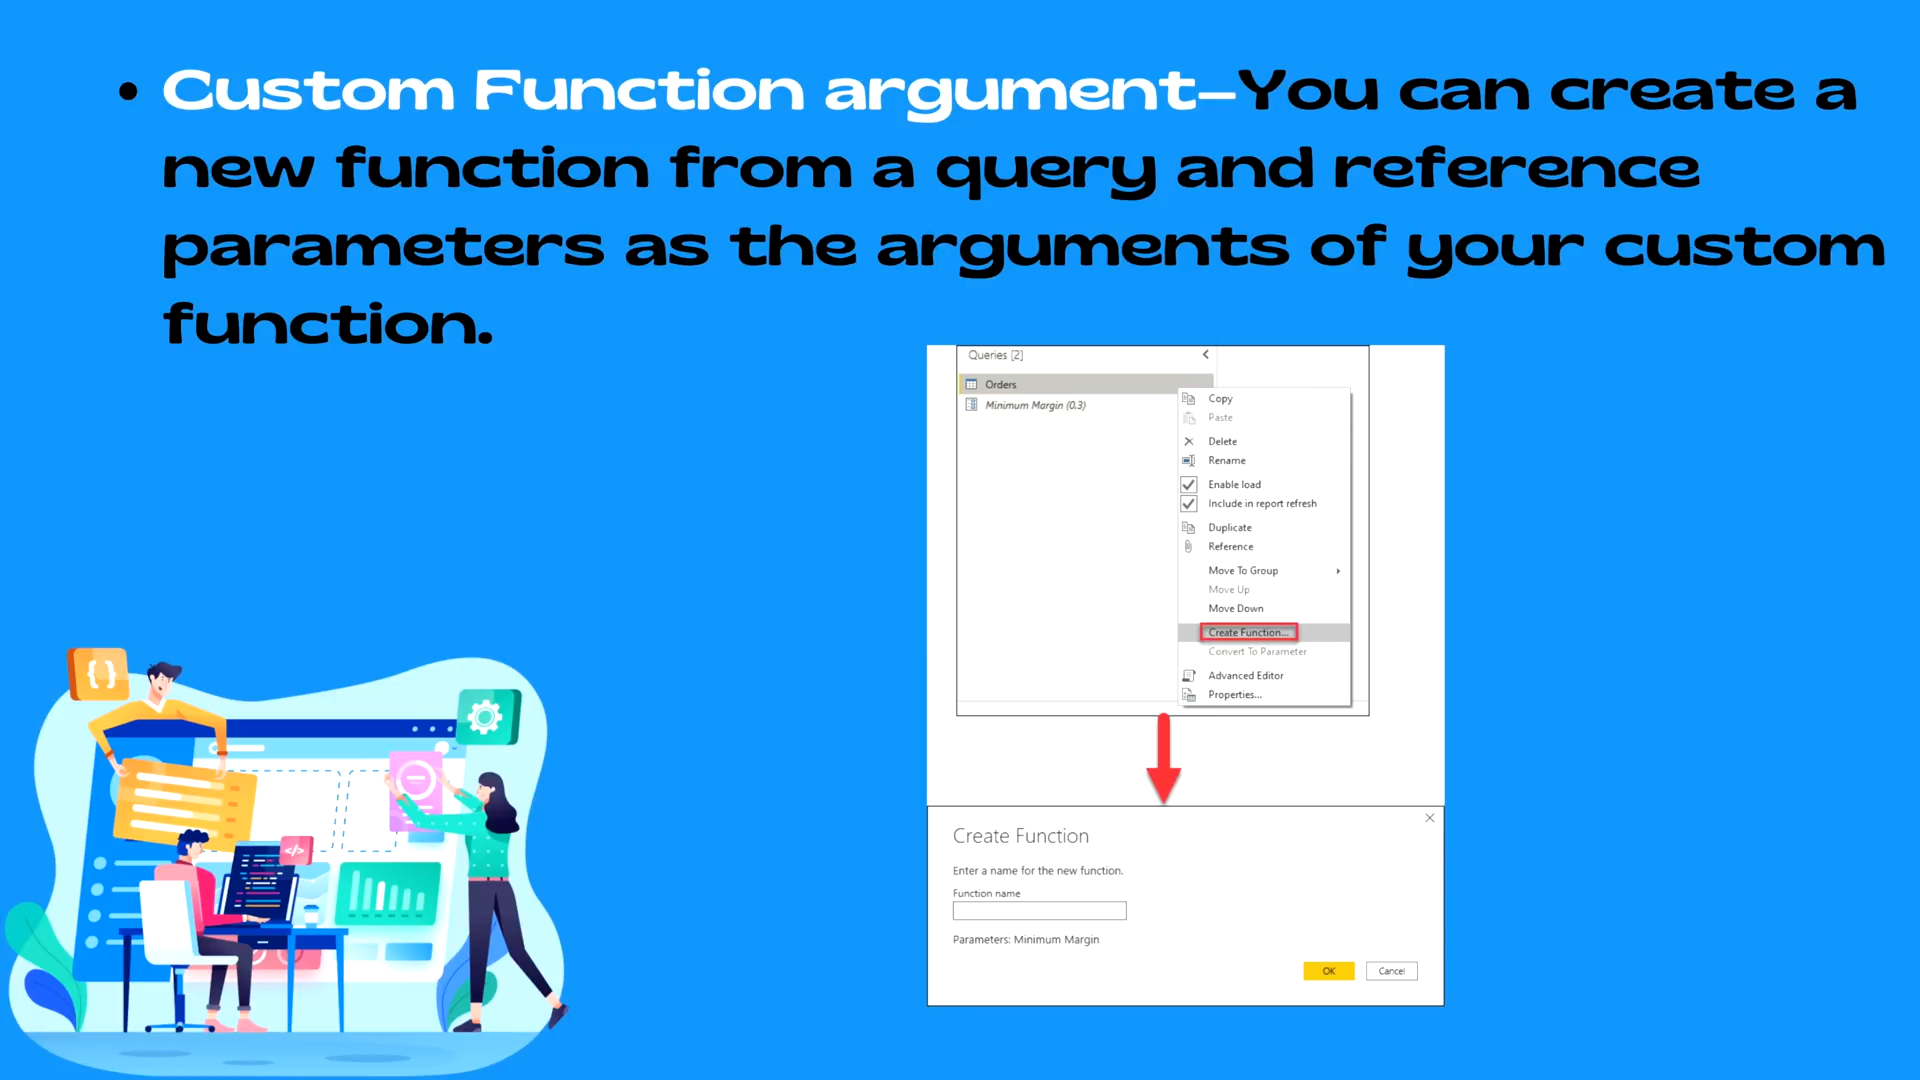 • Custom Function argument–You can create a
new function from a query and reference
parameters as the arguments of your custom
function.
Queries [2]
Orders
Minimum Margin (0.3)
Copy
Paste
Delete
Rename
Enable load
Include in report refresh
Duplicate
Reference
Move To Group
Move Up
Move Down
Create Function...
Convert To Parameter
Advanced Editor
Properties...
Create Function
Enter a name for the new function.
Function name
Parameters: Minimum Margin
OK
Cancel
{}
</>